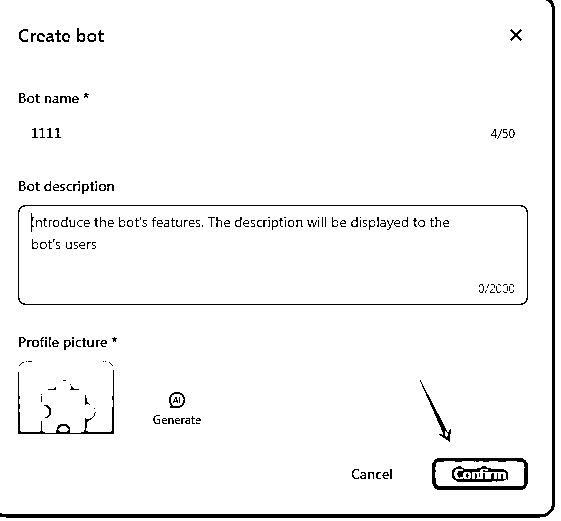 Create bot
Bot name *
1111
4/50
Bot description
Introduce the bot's features. The description will be displayed to the
bot's users
0/2000
Profile picture *
AI
Generate
Cancel
Confirm